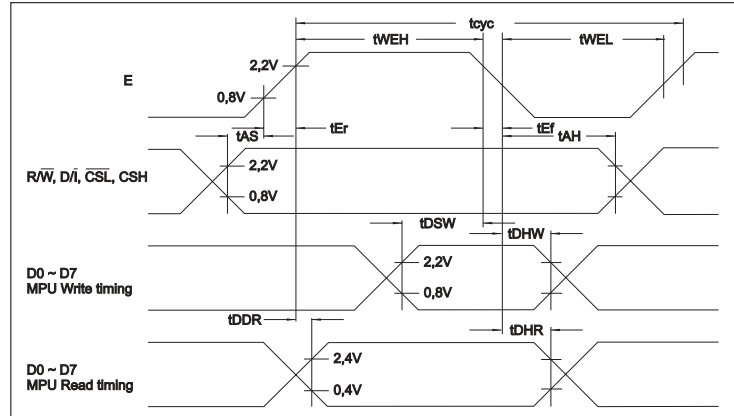 tcyc
tWEH
tWEL
2,2V
E
0,8V
tEr
tEf
tAS
tAH
2,2V
R/W̅, D/I̅, C̅S̅L̅, CSH
0,8V
tDSW
tDHW
2,2V
D0 ~ D7
MPU Write timing
0,8V
tDDR
tDHR
2,4V
D0 ~ D7
MPU Read timing
0,4V